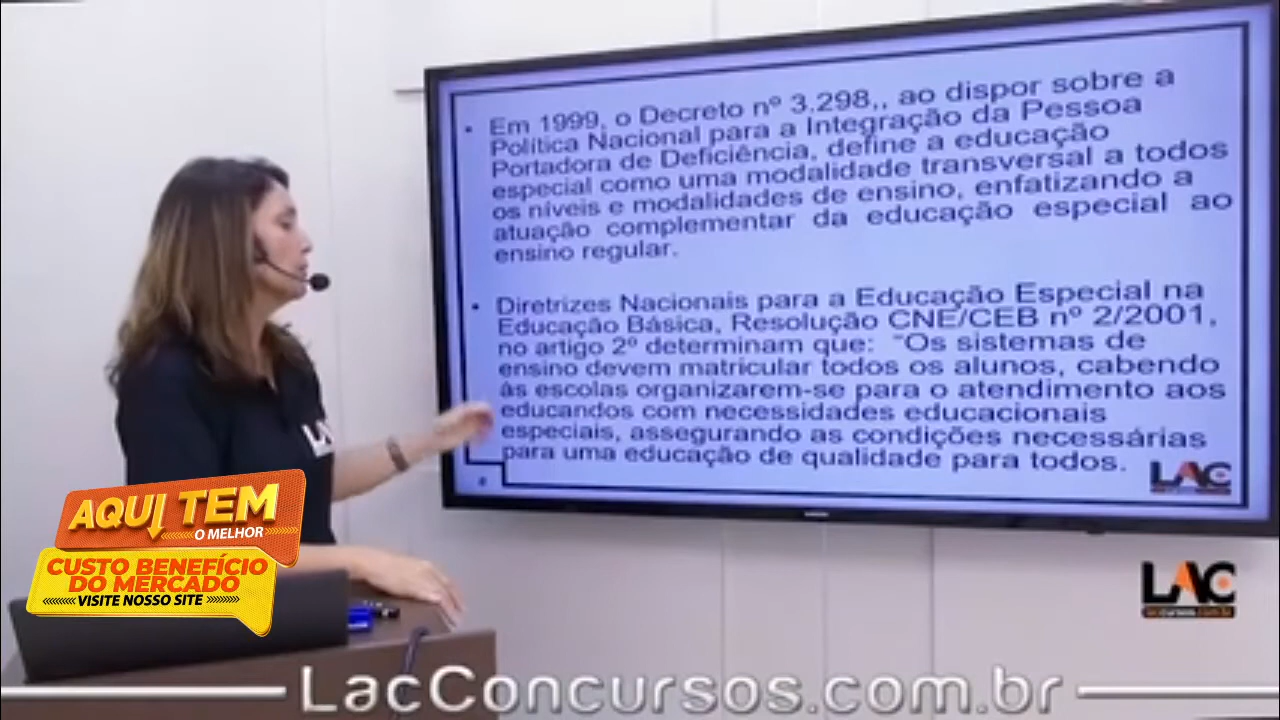 • Em 1999, o Decreto nº 3.298,, ao dispor sobre a
Política Nacional para a Integração da Pessoa
Portadora de Deficiência, define a educação
especial como uma modalidade transversal a todos
os níveis e modalidades de ensino, enfatizando a
atuação complementar da educação especial ao
ensino regular.
• Diretrizes Nacionais para a Educação Especial na
Educação Básica, Resolução CNE/CEB nº 2/2001,
no artigo 2º determinam que: "Os sistemas de
ensino devem matricular todos os alunos, cabendo
às escolas organizarem-se para o atendimento aos
educandos com necessidades educacionais
especiais, assegurando as condições necessárias
para uma educação de qualidade para todos.
LAC
AQUI TEM
O MELHOR
CUSTO BENEFÍCIO
DO MERCADO
VISITE NOSSO SITE
LAC
LacConcursos.com.br